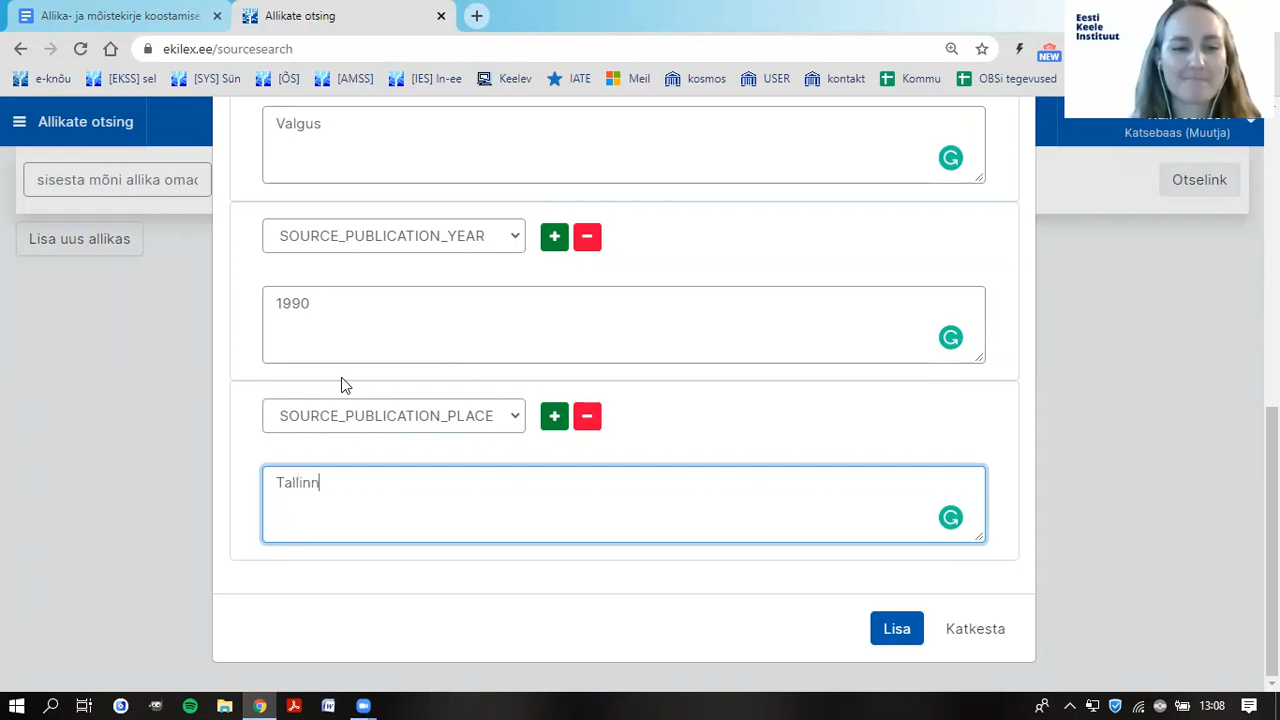 Allika- ja mõistekirje koostamise
Allikate otsing
Eesti
Keele
Instituut
ekilex.ee/sourcesearch
NEW
e-knõu
[EKSS] sel
[SYS] Sün
[ÕS]
[AMSS]
[IES] In-ee
Keelev
IATE
Meil
kosmos
USER
kontakt
Kommu
OBSi tegevused
Allikate otsing
Katsebaas (Muutja)
sisesta mõni allika omad
Otselink
Lisa uus allikas
Valgus
SOURCE_PUBLICATION_YEAR
1990
SOURCE_PUBLICATION_PLACE
Tallinn
Lisa
Katkesta
13:08